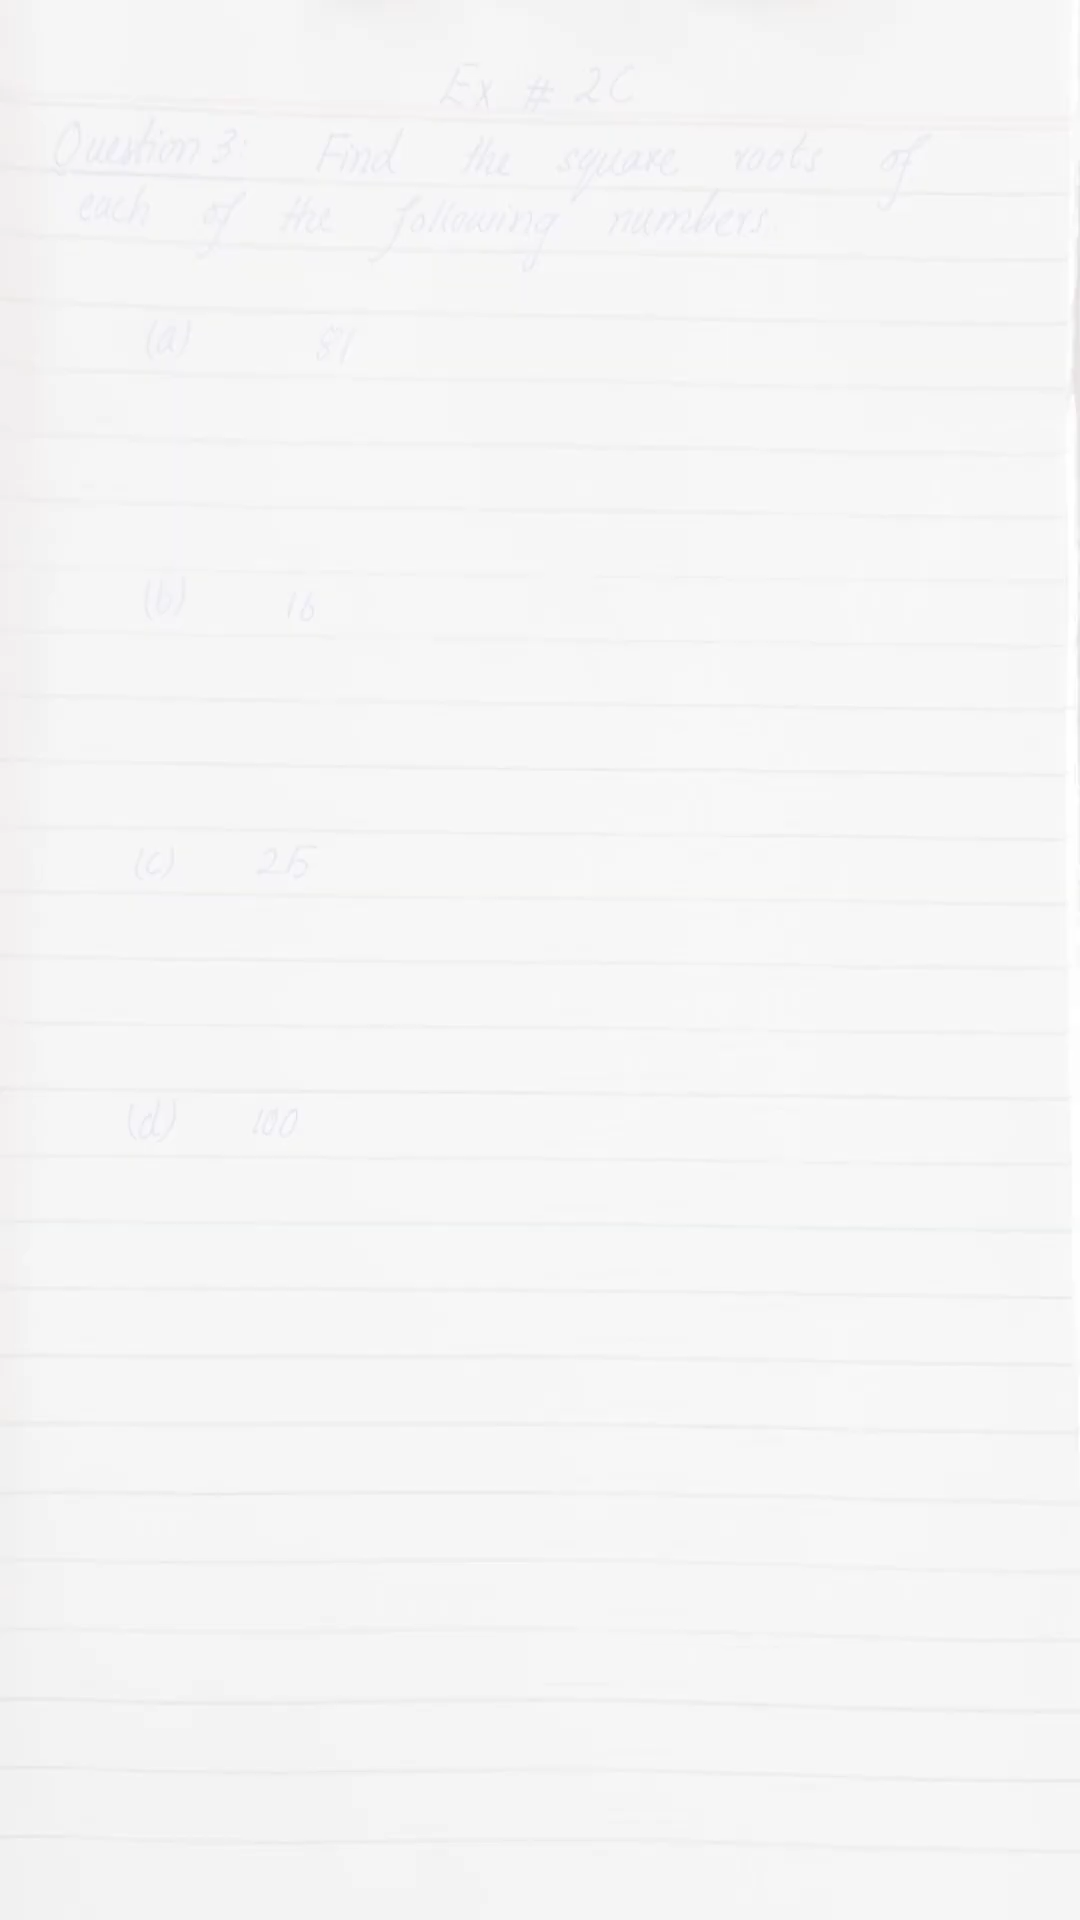 Ex # 2C
Question 3: Find the square roots of
each of the following numbers.
(a) 81
(b) 16
(c) 25
(d) 100